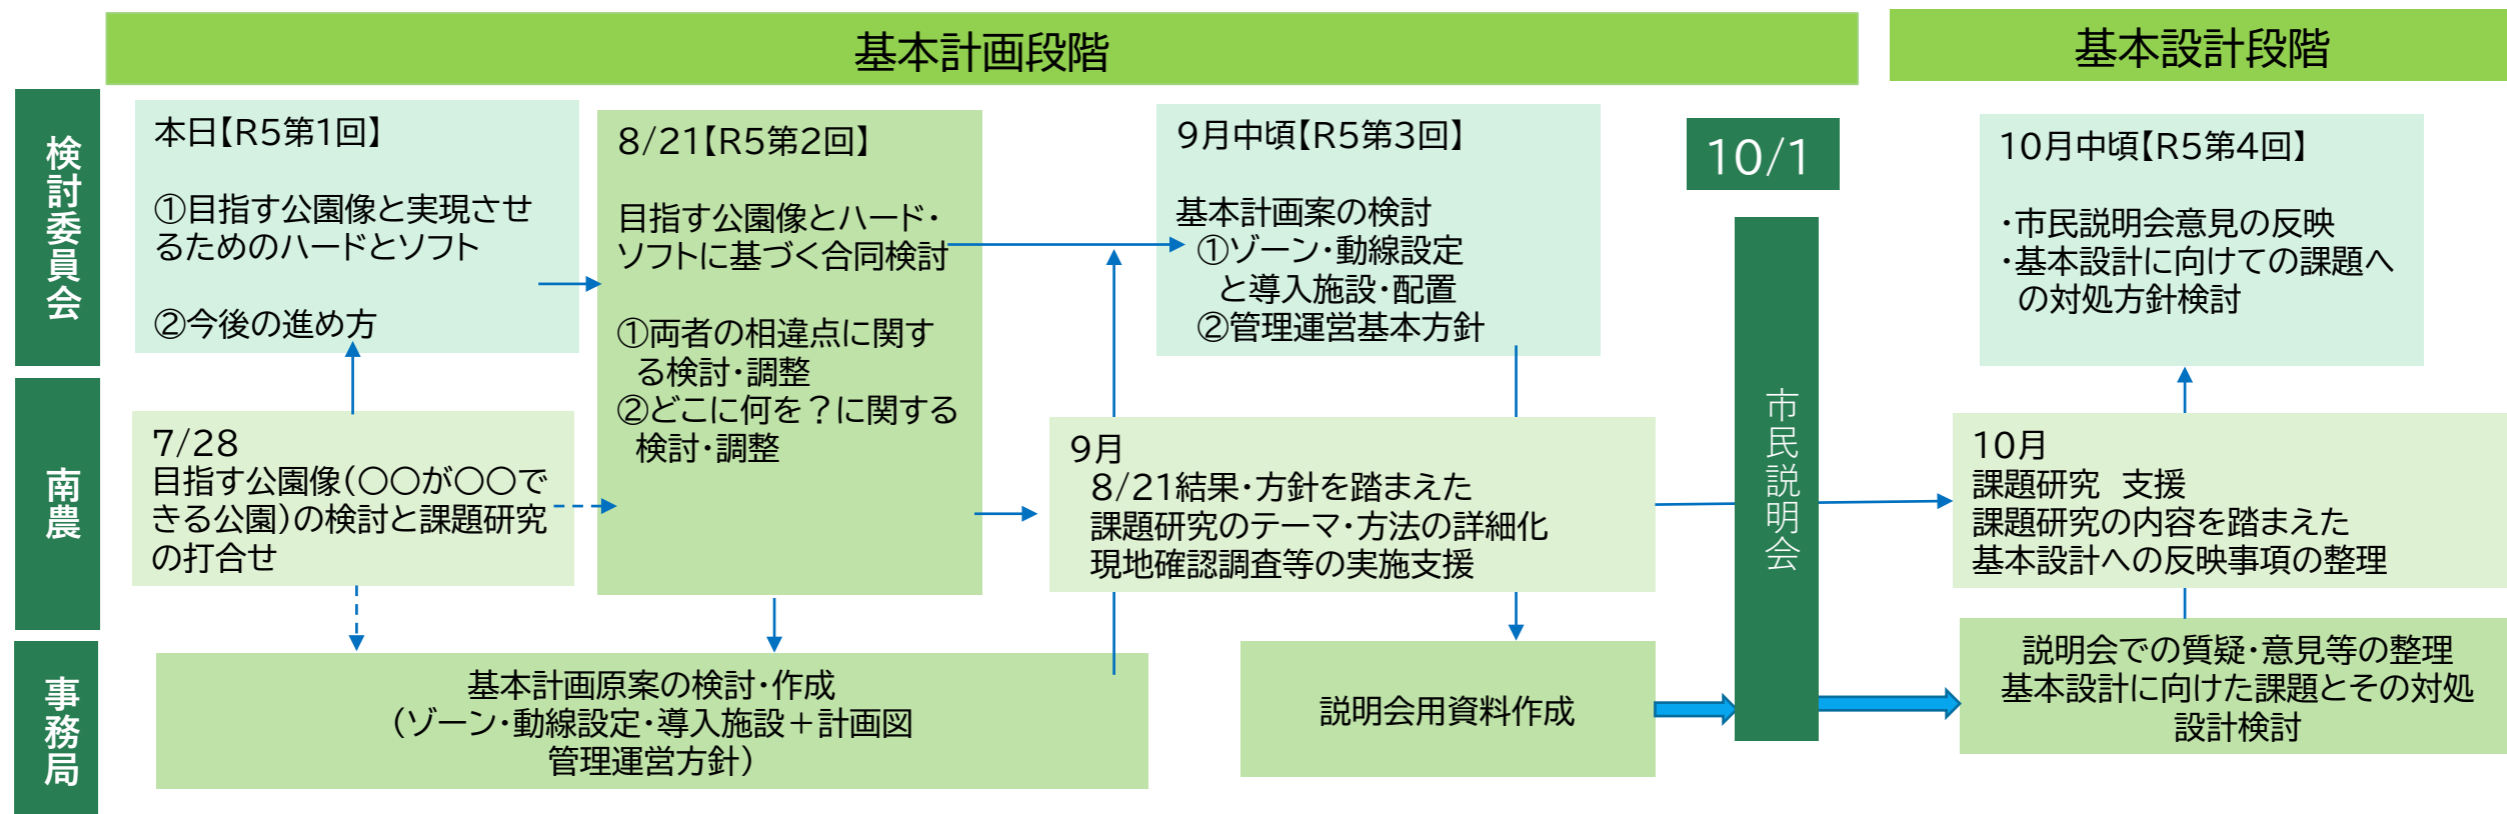 基本計画段階
基本設計段階
検討委員会
本日【R5第1回】
①目指す公園像と実現させ
るためのハードとソフト
②今後の進め方
8/21【R5第2回】
目指す公園像とハード・
ソフトに基づく合同検討
①両者の相違点に関す
る検討・調整
②どこに何を？に関する
検討・調整
9月中頃【R5第3回】
基本計画案の検討
①ゾーン・動線設定
と導入施設・配置
②管理運営基本方針
10/1
市民説明会
10月中頃【R5第4回】
・市民説明会意見の反映
・基本設計に向けての課題へ
の対処方針検討
南農
7/28
目指す公園像（〇〇が〇〇で
きる公園）の検討と課題研究
の打合せ
9月
8/21結果・方針を踏まえた
課題研究のテーマ・方法の詳細化
現地確認調査等の実施支援
10月
課題研究　支援
課題研究の内容を踏まえた
基本設計への反映事項の整理
事務局
基本計画原案の検討・作成
（ゾーン・動線設定・導入施設＋計画図
管理運営方針）
説明会用資料作成
説明会での質疑・意見等の整理
基本設計に向けた課題とその対処
設計検討